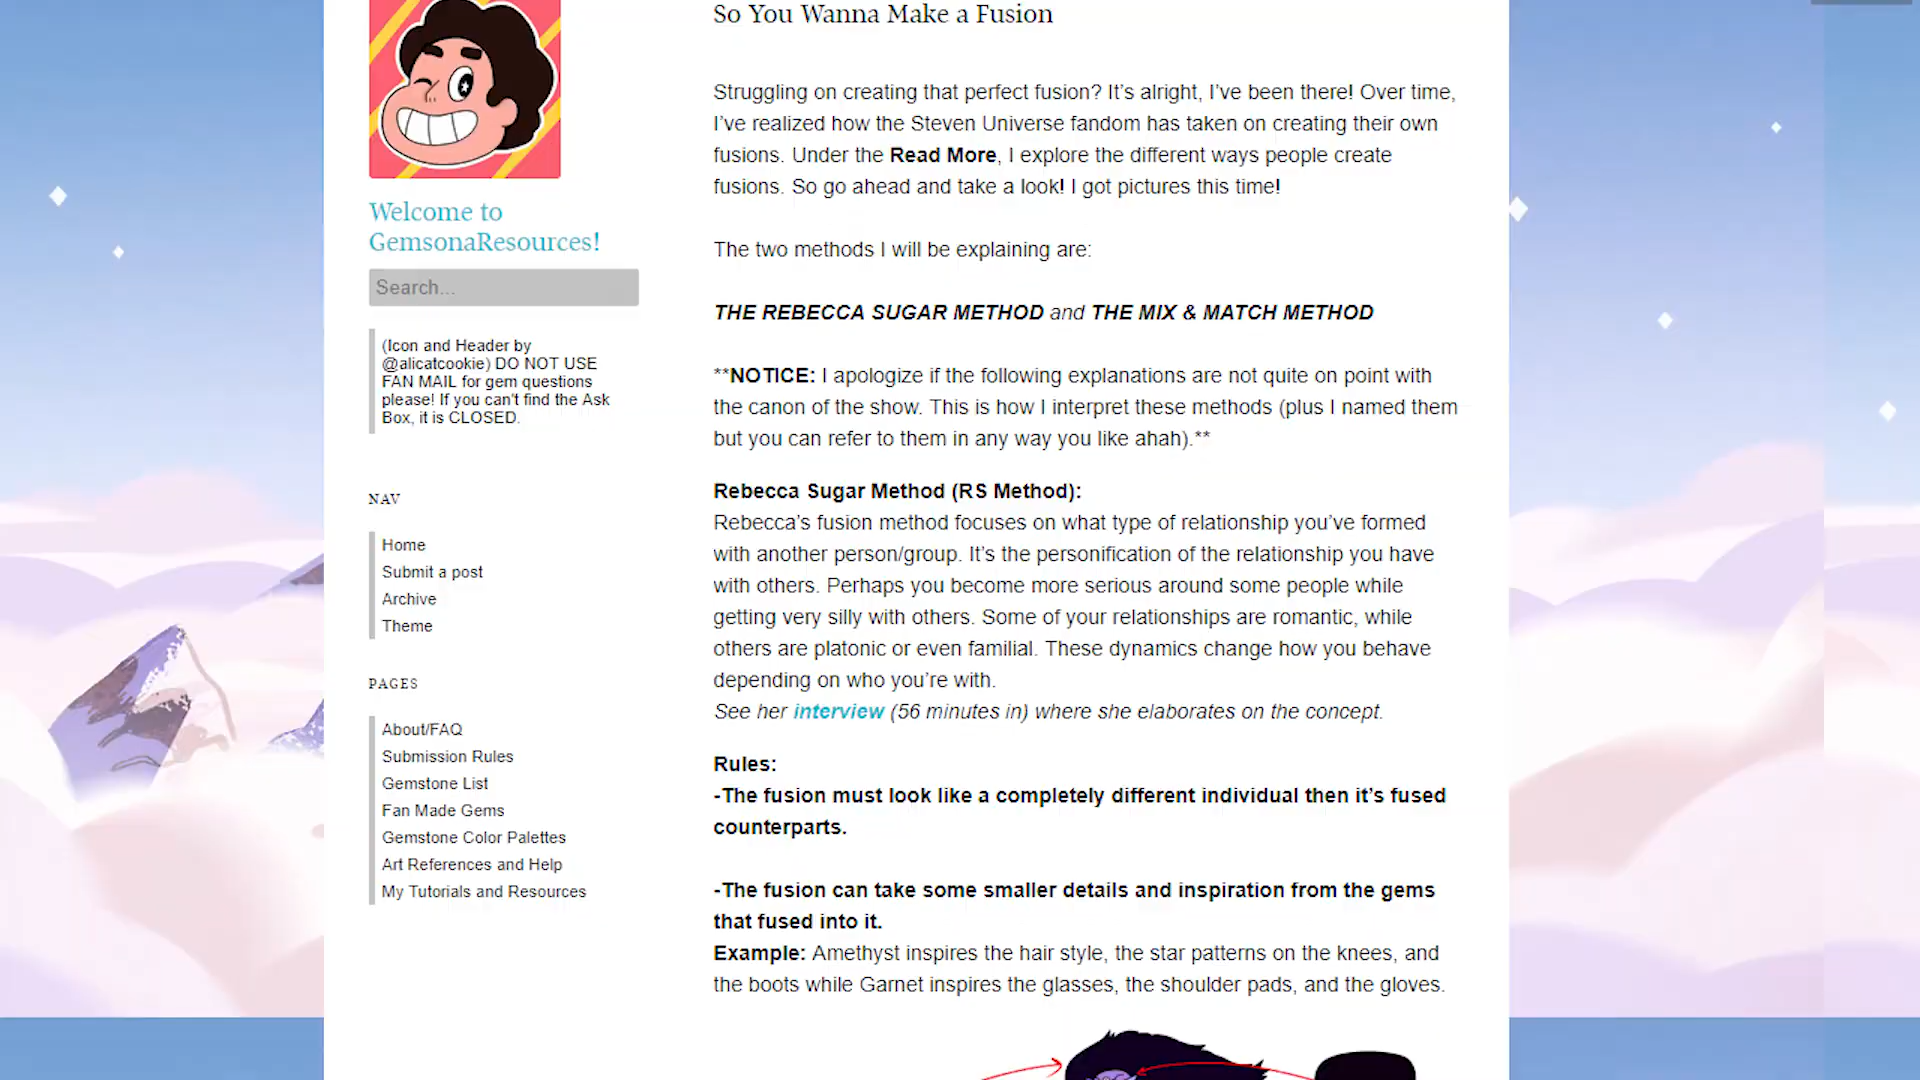 So You Wanna Make a Fusion
Struggling on creating that perfect fusion? It's alright, I've been there! Over time,
I've realized how the Steven Universe fandom has taken on creating their own
fusions. Under the Read More, I explore the different ways people create
fusions. So go ahead and take a look! I got pictures this time!
The two methods I will be explaining are:
THE REBECCA SUGAR METHOD and THE MIX & MATCH METHOD
**NOTICE: I apologize if the following explanations are not quite on point with
the canon of the show. This is how I interpret these methods (plus I named them
but you can refer to them in any way you like ahah).**
Rebecca Sugar Method (RS Method):
Rebecca's fusion method focuses on what type of relationship you've formed
with another person/group. It's the personification of the relationship you have
with others. Perhaps you become more serious around some people while
getting very silly with others. Some of your relationships are romantic, while
others are platonic or even familial. These dynamics change how you behave
depending on who you're with.
See her interview (56 minutes in) where she elaborates on the concept.
Rules:
-The fusion must look like a completely different individual then it's fused
counterparts.
-The fusion can take some smaller details and inspiration from the gems
that fused into it.
Example: Amethyst inspires the hair style, the star patterns on the knees, and
the boots while Garnet inspires the glasses, the shoulder pads, and the gloves.
Welcome to
GemsonaResources!
Search...
(Icon and Header by
@alicatcookie) DO NOT USE
FAN MAIL for gem questions
please! If you can't find the Ask
Box, it is CLOSED.
NAV
Home
Submit a post
Archive
Theme
PAGES
About/FAQ
Submission Rules
Gemstone List
Fan Made Gems
Gemstone Color Palettes
Art References and Help
My Tutorials and Resources